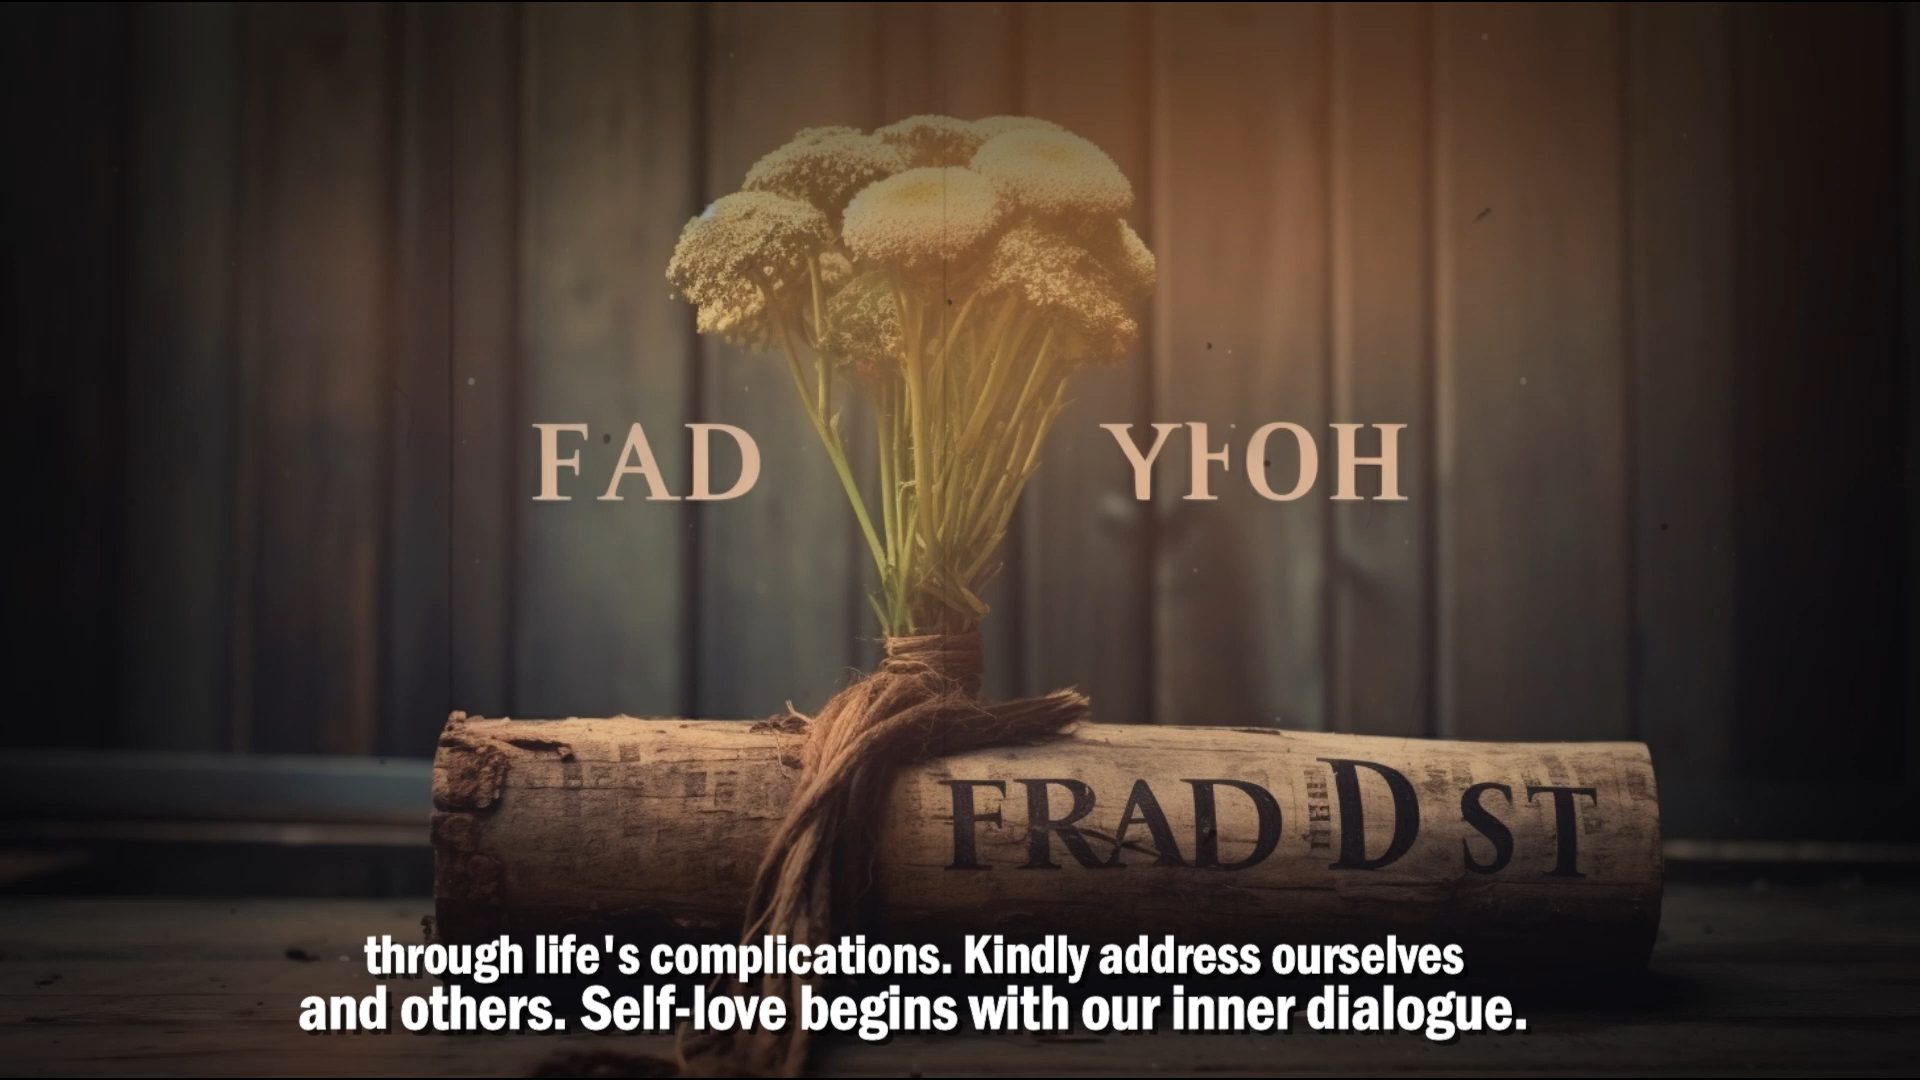 FAD YFOH
FRAD D ST
through life's complications. Kindly address ourselves
and others. Self-love begins with our inner dialogue.